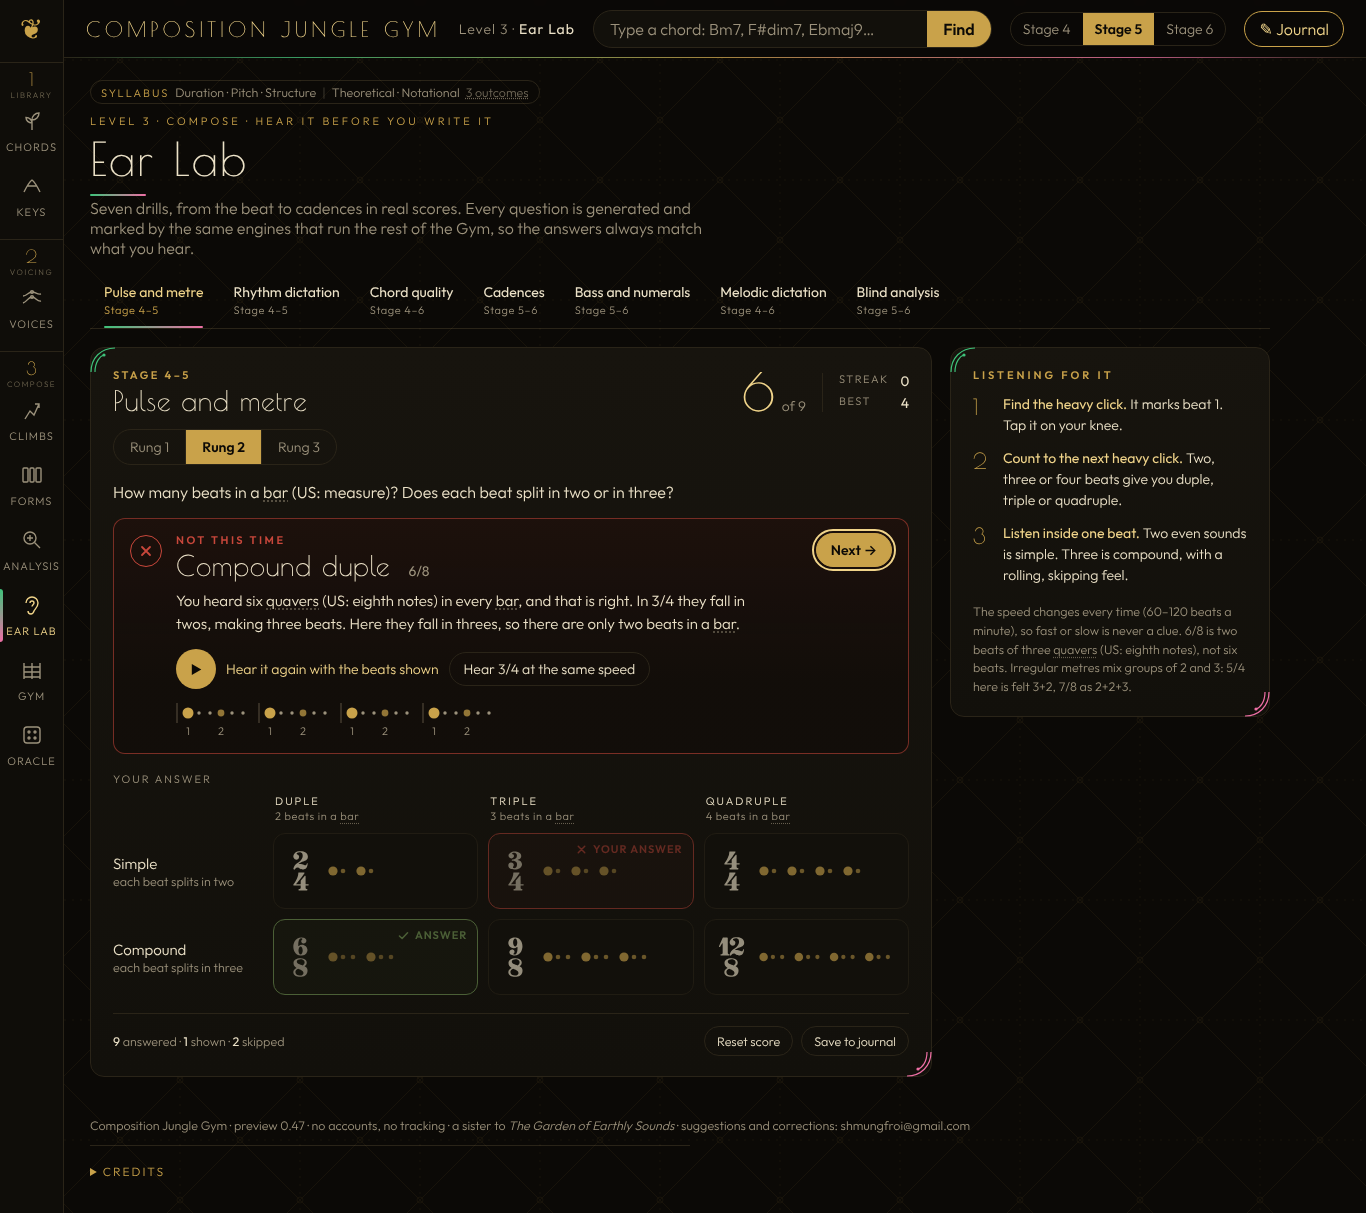 COMPOSITION JUNGLE GYM
Level 3 · Ear Lab
Type a chord: Bm7, F#dim7, Ebmaj9...
Find
Stage 4
Stage 5
Stage 6
✎ Journal
1
LIBRARY
CHORDS
KEYS
2
VOICING
VOICES
3
COMPOSE
CLIMBS
FORMS
ANALYSIS
EAR LAB
GYM
ORACLE
SYLLABUS Duration · Pitch · Structure | Theoretical · Notational 3 outcomes
LEVEL 3 · COMPOSE · HEAR IT BEFORE YOU WRITE IT
Ear Lab
Seven drills, from the beat to cadences in real scores. Every question is generated and
marked by the same engines that run the rest of the Gym, so the answers always match
what you hear.
Pulse and metre
Stage 4–5
Rhythm dictation
Stage 4–5
Chord quality
Stage 4–6
Cadences
Stage 5–6
Bass and numerals
Stage 5–6
Melodic dictation
Stage 4–6
Blind analysis
Stage 5–6
STAGE 4–5
Pulse and metre
6 of 9
STREAK 0
BEST 4
Rung 1
Rung 2
Rung 3
How many beats in a bar (US: measure)? Does each beat split in two or in three?
NOT THIS TIME
Compound duple 6/8
Next →
You heard six quavers (US: eighth notes) in every bar, and that is right. In 3/4 they fall in
twos, making three beats. Here they fall in threes, so there are only two beats in a bar.
Hear it again with the beats shown
Hear 3/4 at the same speed
1 2 1 2 1 2 1 2
YOUR ANSWER
DUPLE
2 beats in a bar
TRIPLE
3 beats in a bar
QUADRUPLE
4 beats in a bar
Simple
each beat splits in two
2
4
✕ YOUR ANSWER
3
4
4
4
Compound
each beat splits in three
✓ ANSWER
6
8
9
8
12
8
9 answered · 1 shown · 2 skipped
Reset score
Save to journal
LISTENING FOR IT
1 Find the heavy click. It marks beat 1.
Tap it on your knee.
2 Count to the next heavy click. Two,
three or four beats give you duple,
triple or quadruple.
3 Listen inside one beat. Two even sounds
is simple. Three is compound, with a
rolling, skipping feel.
The speed changes every time (60–120 beats a
minute), so fast or slow is never a clue. 6/8 is two
beats of three quavers (US: eighth notes), not six
beats. Irregular metres mix groups of 2 and 3: 5/4
here is felt 3+2, 7/8 as 2+2+3.
Composition Jungle Gym · preview 0.47 · no accounts, no tracking · a sister to The Garden of Earthly Sounds · suggestions and corrections: shmungfroi@gmail.com
▶ CREDITS